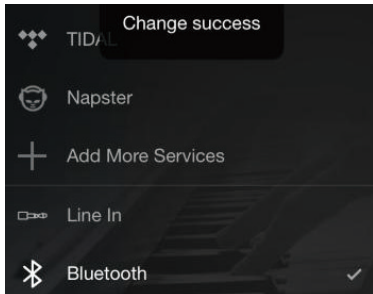 Change success
TIDAL
Napster
Add More Services
Line In
Bluetooth